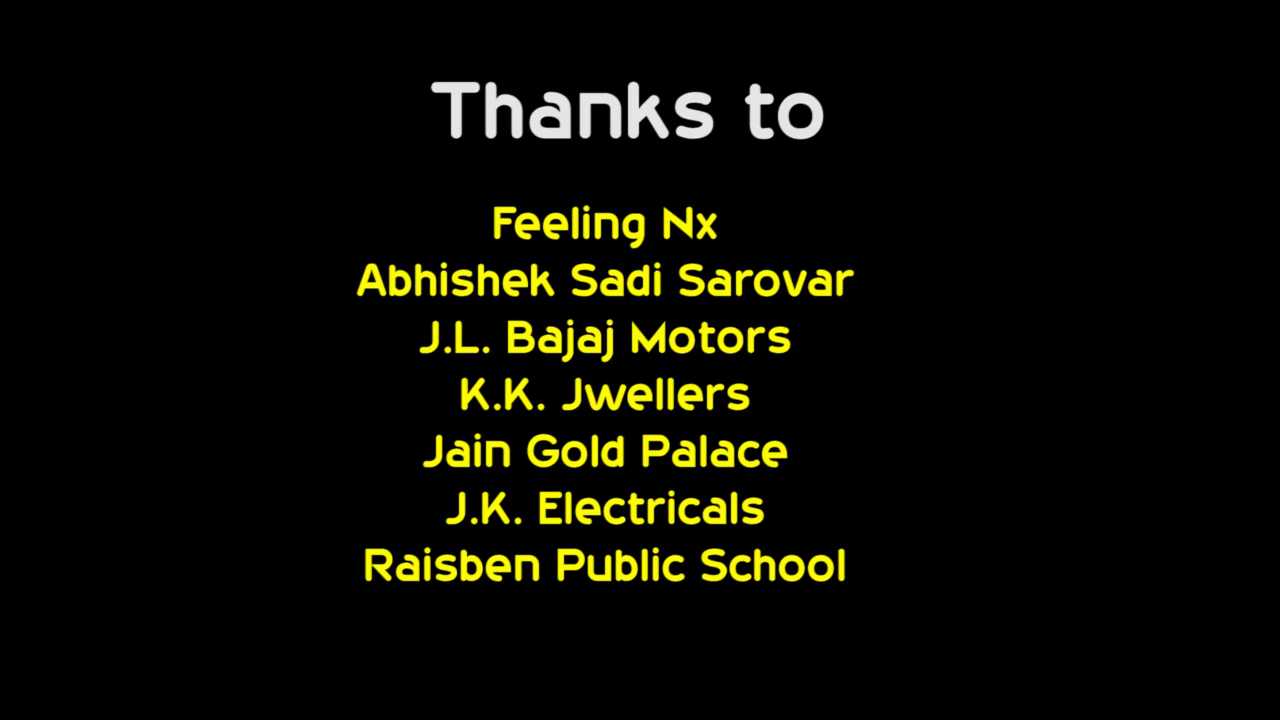 Thanks to
Feeling Nx
Abhishek Sadi Sarovar
J.L. Bajaj Motors
K.K. Jwellers
Jain Gold Palace
J.K. Electricals
Raisben Public School